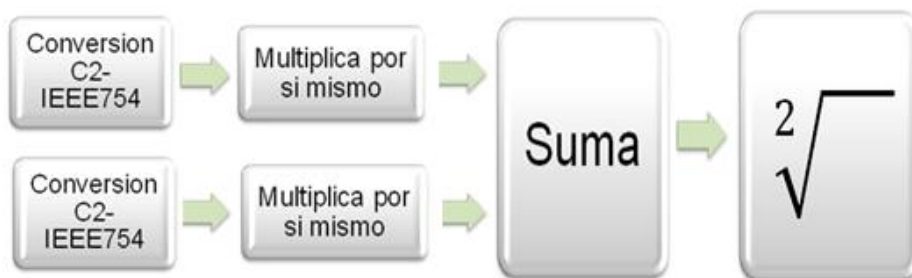 Conversion
C2-
IEEE754
Multiplica por
si mismo
Conversion
C2-
IEEE754
Multiplica por
si mismo
Suma
2
√